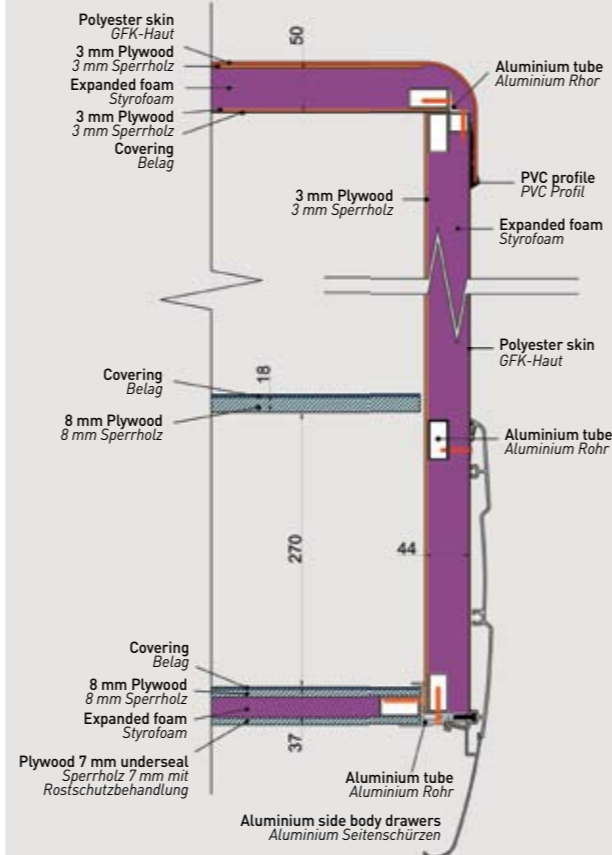 Polyester skin
GFK-Haut
3 mm Plywood
3 mm Sperrholz
Expanded foam
Styrofoam
3 mm Plywood
3 mm Sperrholz
Covering
Belag
50
Aluminium tube
Aluminium Rhor
PVC profile
PVC Profil
3 mm Plywood
3 mm Sperrholz
Expanded foam
Styrofoam
Polyester skin
GFK-Haut
Covering
Belag
18
8 mm Plywood
8 mm Sperrholz
Aluminium tube
Aluminium Rohr
270
44
Covering
Belag
8 mm Plywood
8 mm Sperrholz
Expanded foam
Styrofoam
37
Plywood 7 mm underseal
Sperrholz 7 mm mit
Rostschutzbehandlung
Aluminium tube
Aluminium Rohr
Aluminium side body drawers
Aluminium Seitenschürzen